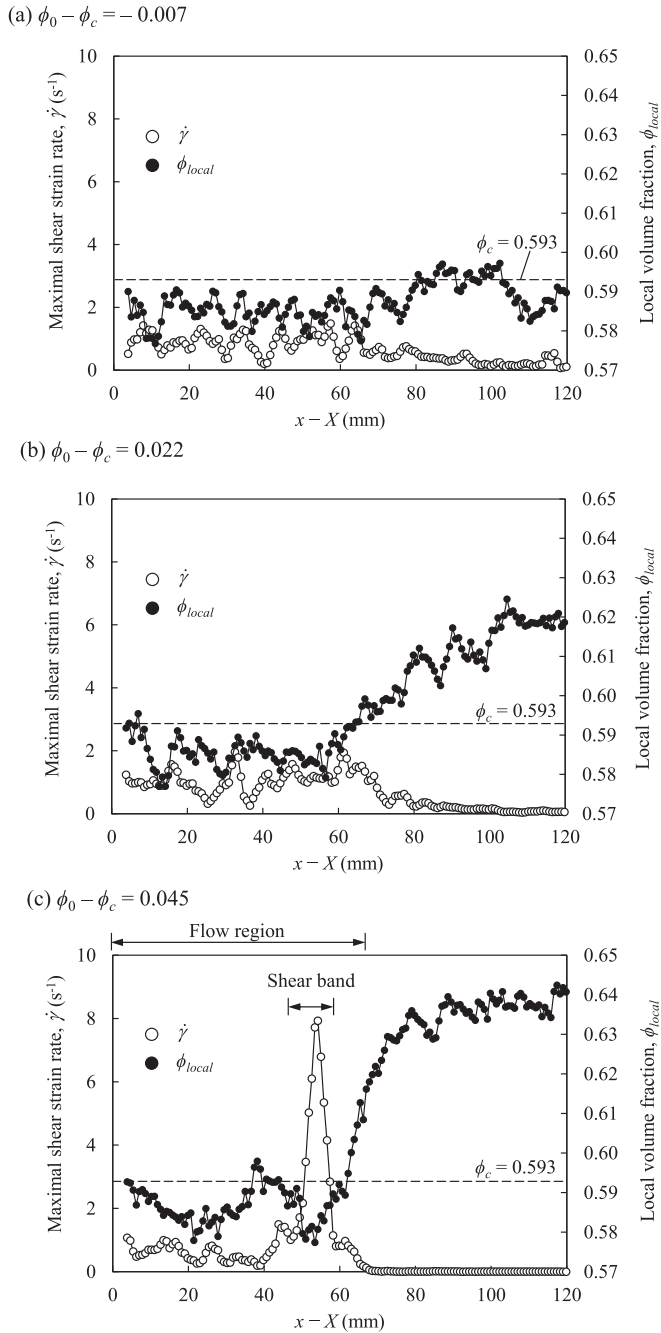 (a) ϕ0 − ϕc = − 0.007
10
8
6
4
2
0
0.65
0.64
0.63
0.62
0.61
0.60
0.59
0.58
0.57
Maximal shear strain rate, γ̇ (s-1)
Local volume fraction, ϕlocal
γ̇
ϕlocal
ϕc = 0.593
0 20 40 60 80 100 120
x − X (mm)
(b) ϕ0 − ϕc = 0.022
10
8
6
4
2
0
0.65
0.64
0.63
0.62
0.61
0.60
0.59
0.58
0.57
Maximal shear strain rate, γ̇ (s-1)
Local volume fraction, ϕlocal
γ̇
ϕlocal
ϕc = 0.593
0 20 40 60 80 100 120
x − X (mm)
(c) ϕ0 − ϕc = 0.045
Flow region
Shear band
10
8
6
4
2
0
0.65
0.64
0.63
0.62
0.61
0.60
0.59
0.58
0.57
Maximal shear strain rate, γ̇ (s-1)
Local volume fraction, ϕlocal
γ̇
ϕlocal
ϕc = 0.593
0 20 40 60 80 100 120
x − X (mm)